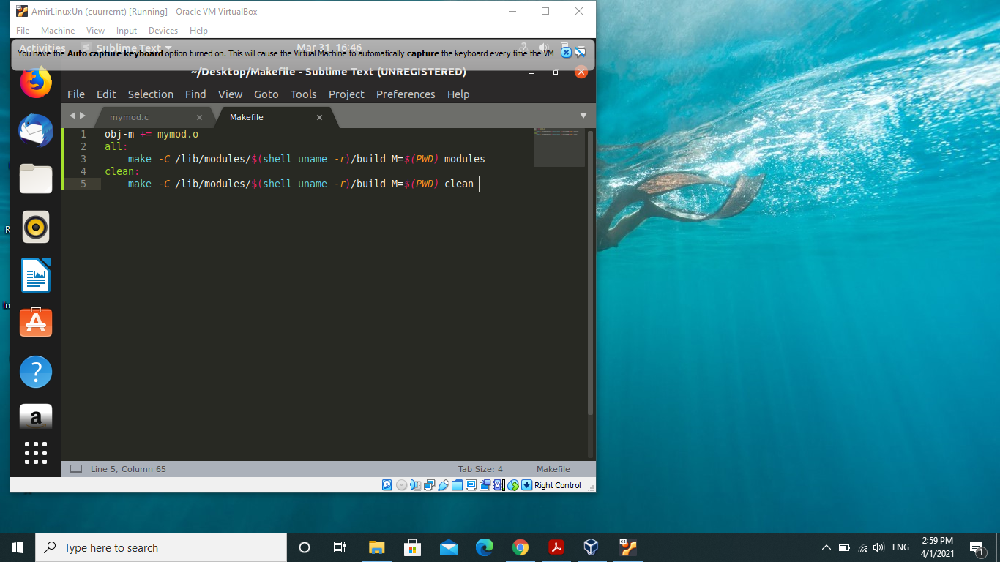 AmirLinuxUn (cuurrernt) [Running] - Oracle VM VirtualBox
File Machine View Input Devices Help
Activities Sublime Text Mar 31, 16:46
You have the Auto capture keyboard option turned on. This will cause the Virtual Machine to automatically capture the keyboard every time the VM
~/Desktop/Makefile - Sublime Text (UNREGISTERED)
File Edit Selection Find View Goto Tools Project Preferences Help
mymod.c Makefile
1 obj-m += mymod.o
2 all:
3 make -C /lib/modules/$(shell uname -r)/build M=$(PWD) modules
4 clean:
5 make -C /lib/modules/$(shell uname -r)/build M=$(PWD) clean
R
In
a
Line 5, Column 65 Tab Size: 4 Makefile
Right Control
Type here to search
ENG
2:59 PM
4/1/2021
1
64